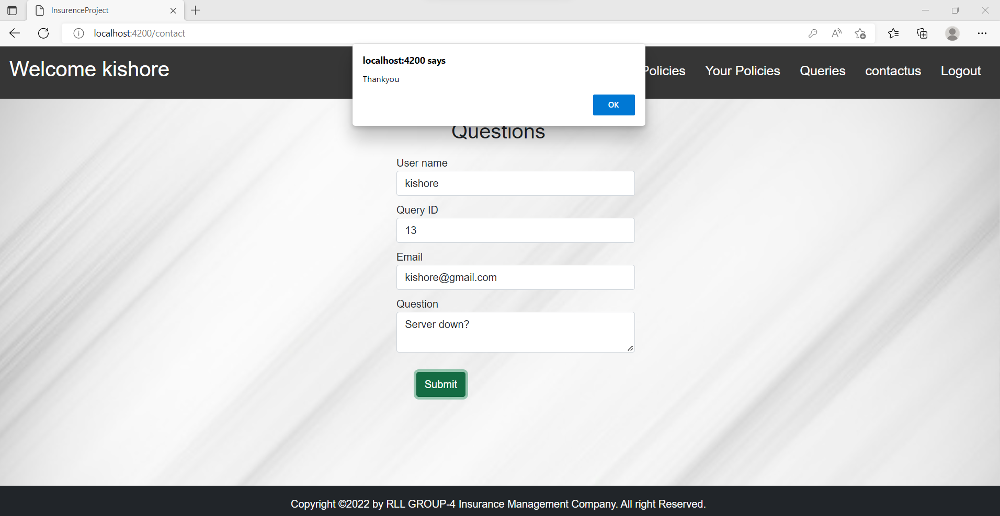 InsurenceProject
localhost:4200/contact
localhost:4200 says
Thankyou
OK
Welcome kishore
Policies Your Policies Queries contactus Logout
Questions
User name
kishore
Query ID
13
Email
kishore@gmail.com
Question
Server down?
Submit
Copyright ©2022 by RLL GROUP-4 Insurance Management Company. All right Reserved.